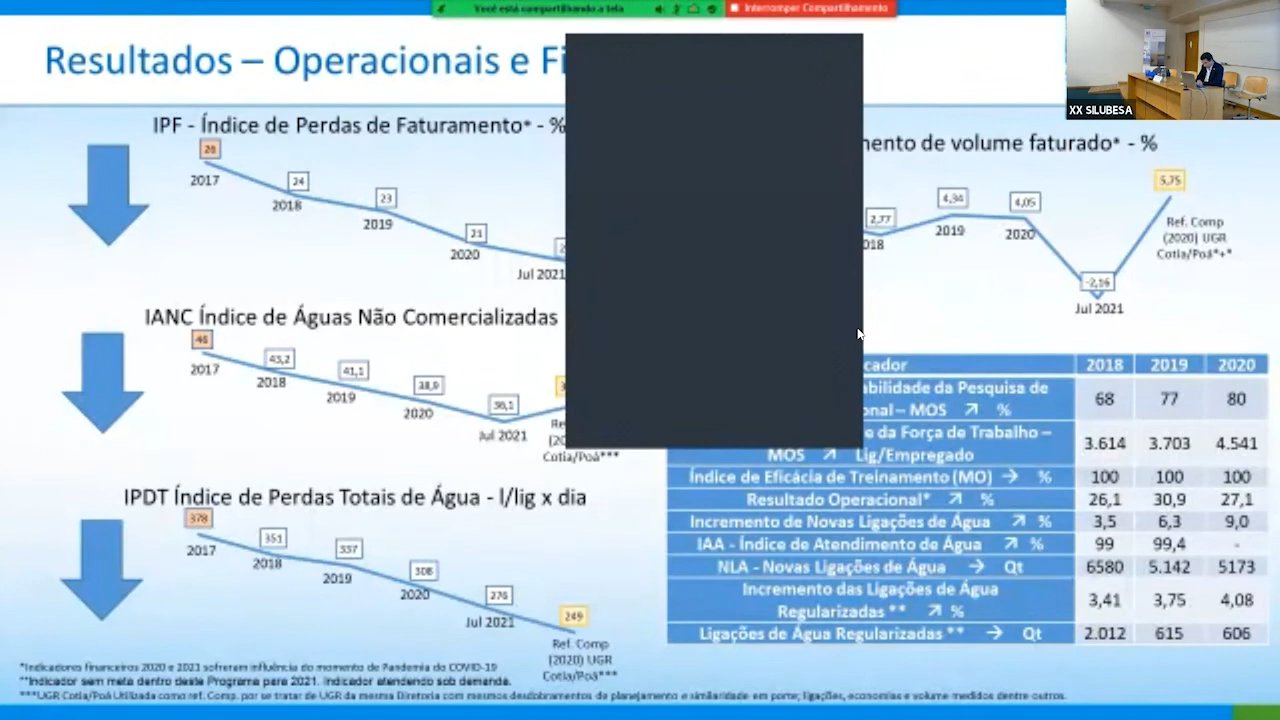 Você está compartilhando a tela
Interromper Compartilhamento
XX SILUBESA
Resultados – Operacionais e Fi
IPF - Índice de Perdas de Faturamento* - %
26
2017
24
2018
23
2019
21
2020
Jul 2021
IANC Índice de Águas Não Comercializadas
46
2017
43,2
2018
41,1
2019
38,9
2020
36,1
Jul 2021
Cotia/Poá***
IPDT Índice de Perdas Totais de Água - l/lig x dia
378
2017
351
2018
337
2019
308
2020
276
Jul 2021
249
Ref. Comp
(2020) UGR
Cotia/Poá***
de volume faturado* - %
2,77
4,34
2019
4,05
2020
-2,16
Jul 2021
5,75
Ref. Comp
(2020) UGR
Cotia/Poá*+*
2018 2019 2020
da Pesquisa de
MOS ↗ % 68 77 80
da Força de Trabalho –
MOS ↗ Lig/Empregado 3.614 3.703 4.541
Índice de Eficácia de Treinamento (MO) → % 100 100 100
Resultado Operacional* ↗ % 26,1 30,9 27,1
Incremento de Novas Ligações de Água ↗ % 3,5 6,3 9,0
IAA - Índice de Atendimento de Água ↗ % 99 99,4 -
NLA - Novas Ligações de Água → Qt 6580 5.142 5173
Incremento das Ligações de Água
Regularizadas ** ↗ % 3,41 3,75 4,08
Ligações de Água Regularizadas ** → Qt 2.012 615 606
*Indicadores financeiros 2020 e 2021 sofreram influência do momento de Pandemia do COVID-19
**Indicador sem meta dentro deste Programa para 2021. Indicador atendendo sob demanda.
***UGR Cotia/Poá Utilizada como ref. Comp. por se tratar de UGR da mesma Diretoria com mesmos desdobramentos de planejamento e similaridade em porte; ligações, economias e volume medidos dentre outros.